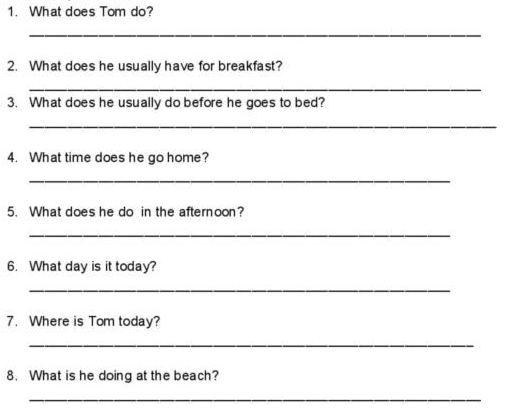 1. What does Tom do?
2. What does he usually have for breakfast?
3. What does he usually do before he goes to bed?
4. What time does he go home?
5. What does he do in the afternoon?
6. What day is it today?
7. Where is Tom today?
8. What is he doing at the beach?